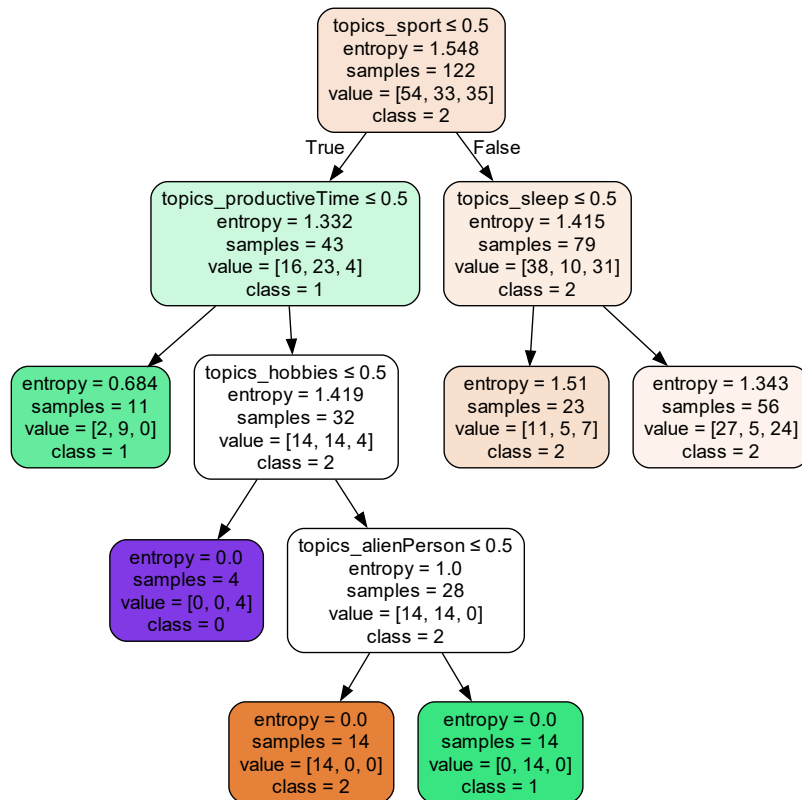 topics_sport ≤ 0.5
entropy = 1.548
samples = 122
value = [54, 33, 35]
class = 2
True
False
topics_productiveTime ≤ 0.5
entropy = 1.332
samples = 43
value = [16, 23, 4]
class = 1
topics_sleep ≤ 0.5
entropy = 1.415
samples = 79
value = [38, 10, 31]
class = 2
entropy = 0.684
samples = 11
value = [2, 9, 0]
class = 1
topics_hobbies ≤ 0.5
entropy = 1.419
samples = 32
value = [14, 14, 4]
class = 2
entropy = 1.51
samples = 23
value = [11, 5, 7]
class = 2
entropy = 1.343
samples = 56
value = [27, 5, 24]
class = 2
entropy = 0.0
samples = 4
value = [0, 0, 4]
class = 0
topics_alienPerson ≤ 0.5
entropy = 1.0
samples = 28
value = [14, 14, 0]
class = 2
entropy = 0.0
samples = 14
value = [14, 0, 0]
class = 2
entropy = 0.0
samples = 14
value = [0, 14, 0]
class = 1